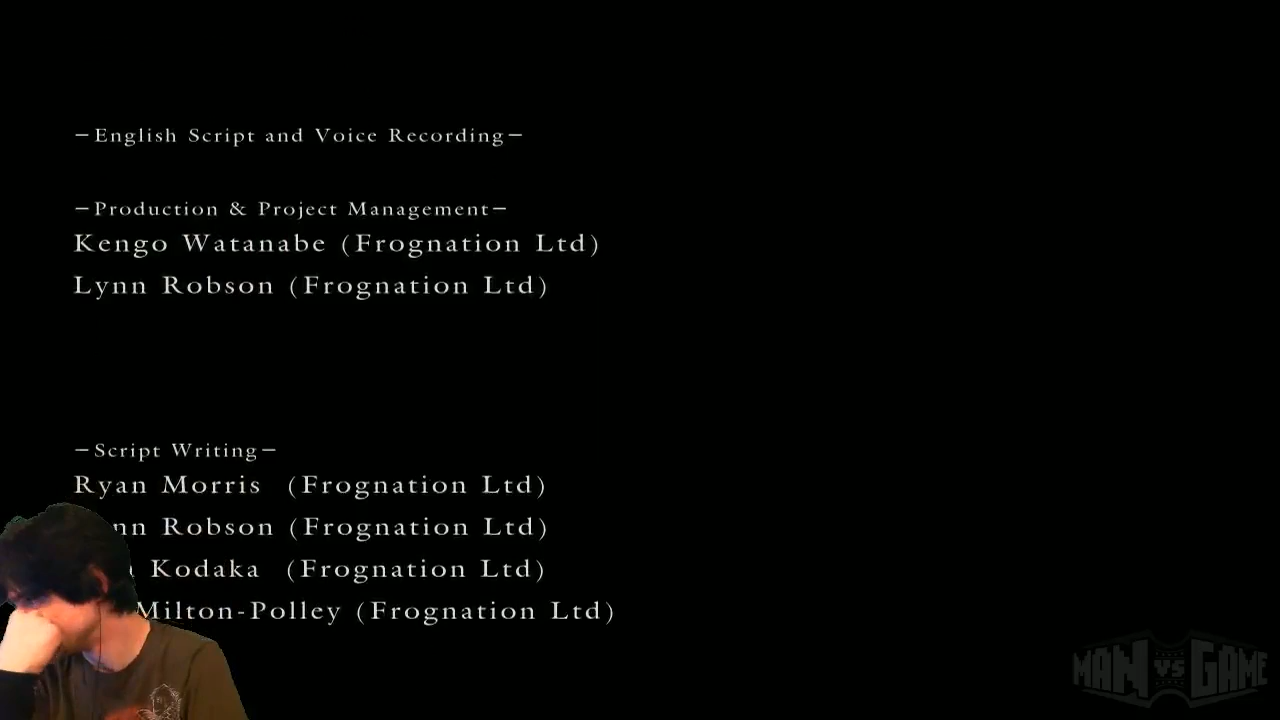 —English Script and Voice Recording—
—Production & Project Management—
Kengo Watanabe (Frognation Ltd)
Lynn Robson (Frognation Ltd)
—Script Writing—
Ryan Morris (Frognation Ltd)
Robson (Frognation Ltd)
Kodaka (Frognation Ltd)
Milton-Polley (Frognation Ltd)
MAN VS GAME